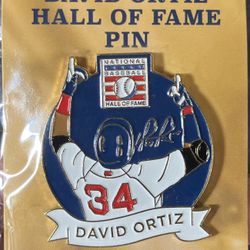 DAVID ORTIZ
HALL OF FAME
PIN
NATIONAL
BASEBALL
HALL OF FAME
34
DAVID ORTIZ